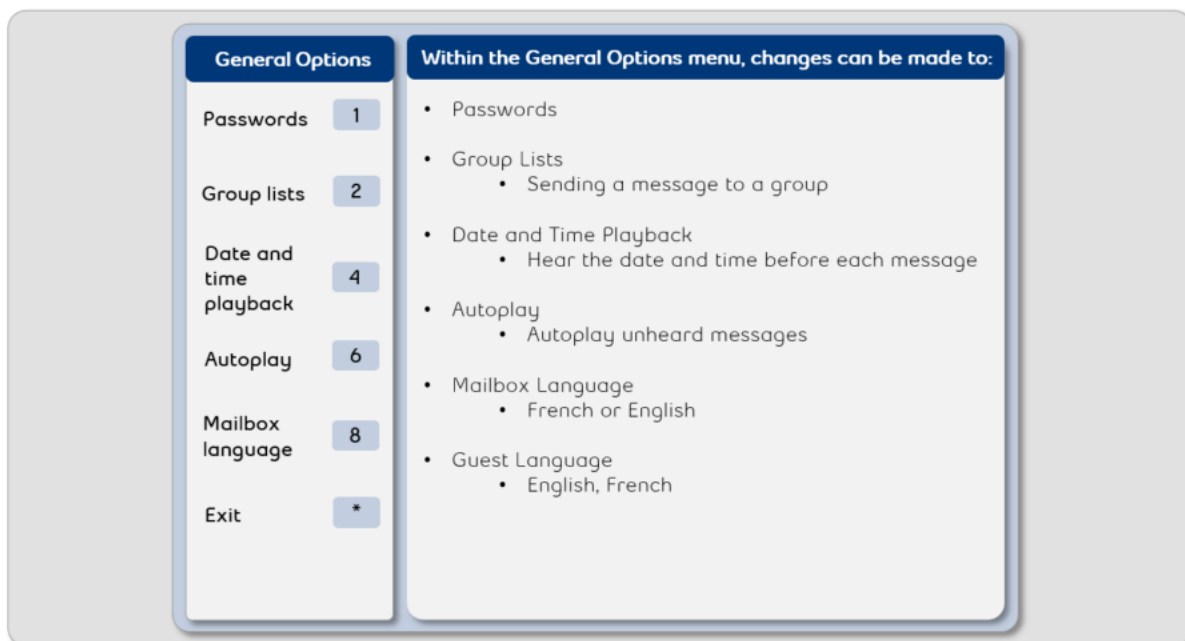 General Options
Passwords 1
Group lists 2
Date and
time
playback
4
Autoplay 6
Mailbox
language
8
Exit *
Within the General Options menu, changes can be made to:
• Passwords
• Group Lists
• Sending a message to a group
• Date and Time Playback
• Hear the date and time before each message
• Autoplay
• Autoplay unheard messages
• Mailbox Language
• French or English
• Guest Language
• English, French